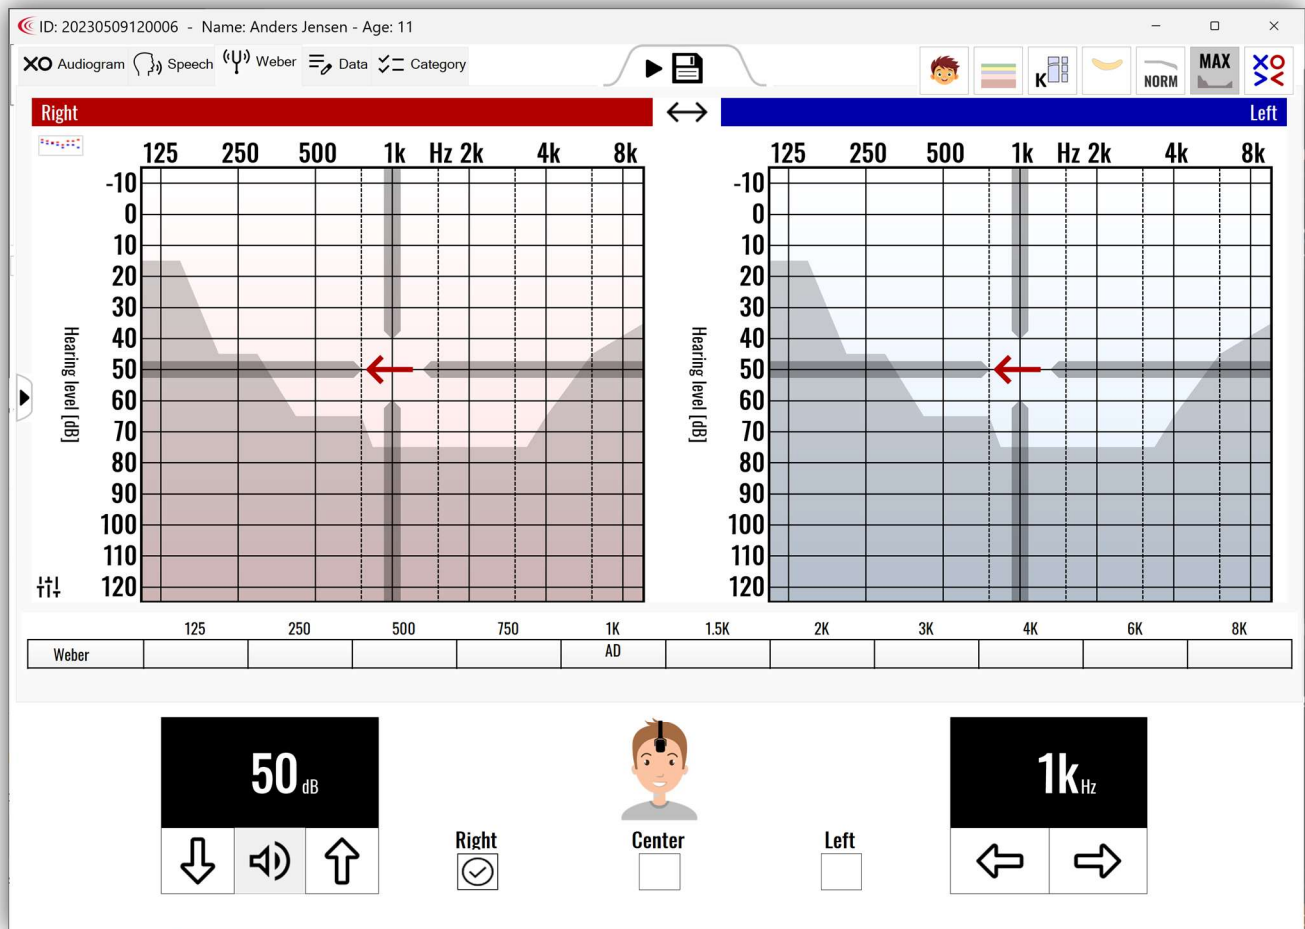 ID: 20230509120006 - Name: Anders Jensen - Age: 11
XO Audiogram Speech Weber Data Category
K NORM MAX XO
Right Left
125 250 500 1k Hz 2k 4k 8k
-10
0
10
20
30
40
50
60
70
80
90
100
110
120
Hearing level [dB]
125 250 500 1k Hz 2k 4k 8k
-10
0
10
20
30
40
50
60
70
80
90
100
110
120
Hearing level [dB]
125 250 500 750 1K 1.5K 2K 3K 4K 6K 8K
Weber AD
50 dB
1k Hz
Right Center Left